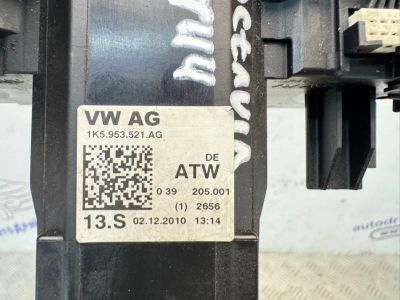 OCTAVIA
VW AG
1K5.953.521.AG
DE
ATW
0 39 205.001
(1) 2656
13.S 02.12.2010 13:14